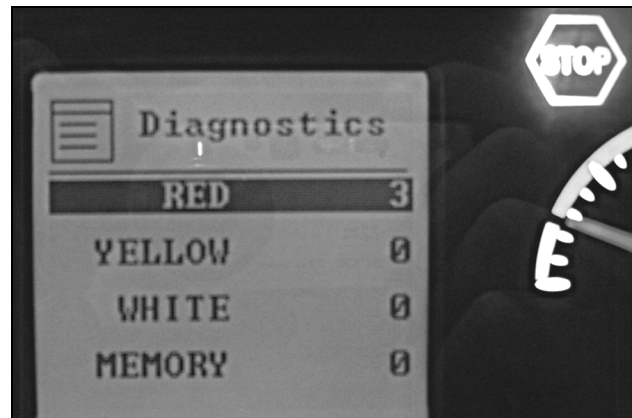 STOP
Diagnostics
RED 3
YELLOW 0
WHITE 0
MEMORY 0
E